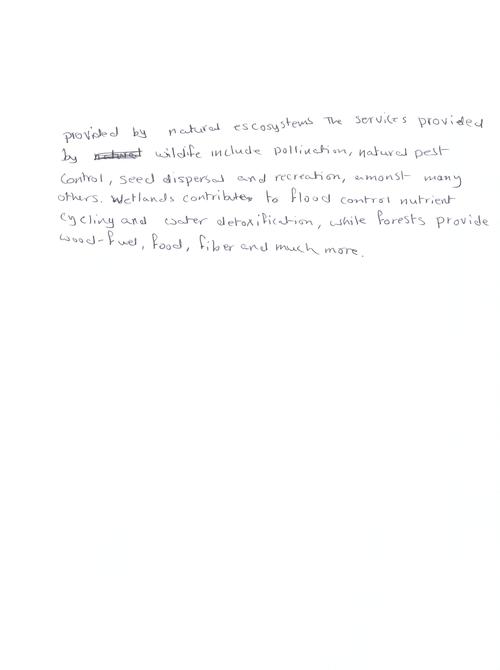 provided by natural escosystems The services provided
by wildife include pollination, natural pest
control, seed dispersal and recreation, amonst many
others. Wetlands contributes to flood control nutrient
cycling and water detoxification, while forests provide
wood-fuel, food, fiber and much more.